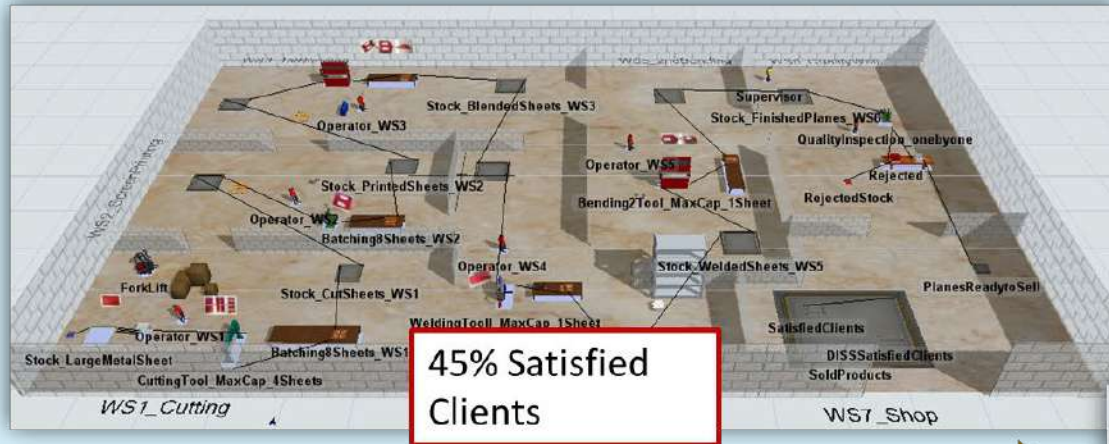 Stock_BlendedSheets_WS3
Supervisor
Operator_WS3
Stock_FinishedPlanes_WS6
QualityInspection_onebyone
Operator_WS5
Rejected
Stock_PrintedSheets_WS2
Bending2Tool_MaxCap_1Sheet
RejectedStock
Operator_WS2
Batching8Sheets_WS2
Operator_WS4
Stock_WeldedSheets_WS5
ForkLift
Stock_CutSheets_WS1
PlanesReadytoSell
WeldingTooll_MaxCap_1Sheet
SatisfiedClients
Operator_WS1
Stock_LargeMetalSheet
Batching8Sheets_WS1
DISSSatisfiedClients
CuttingTool_MaxCap_4Sheets
SoldProducts
45% Satisfied
Clients
WS1_Cutting
WS7_Shop